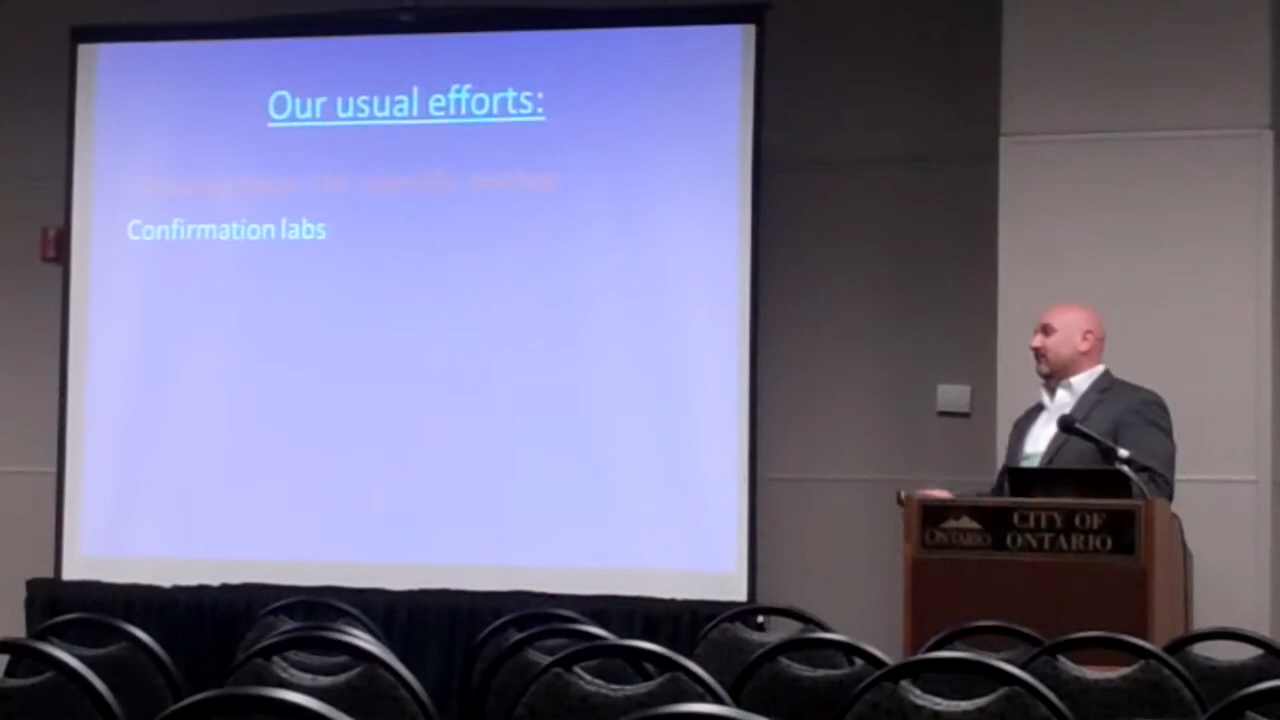 Our usual efforts:
Confirmation labs
ONTARIO
CITY OF
ONTARIO